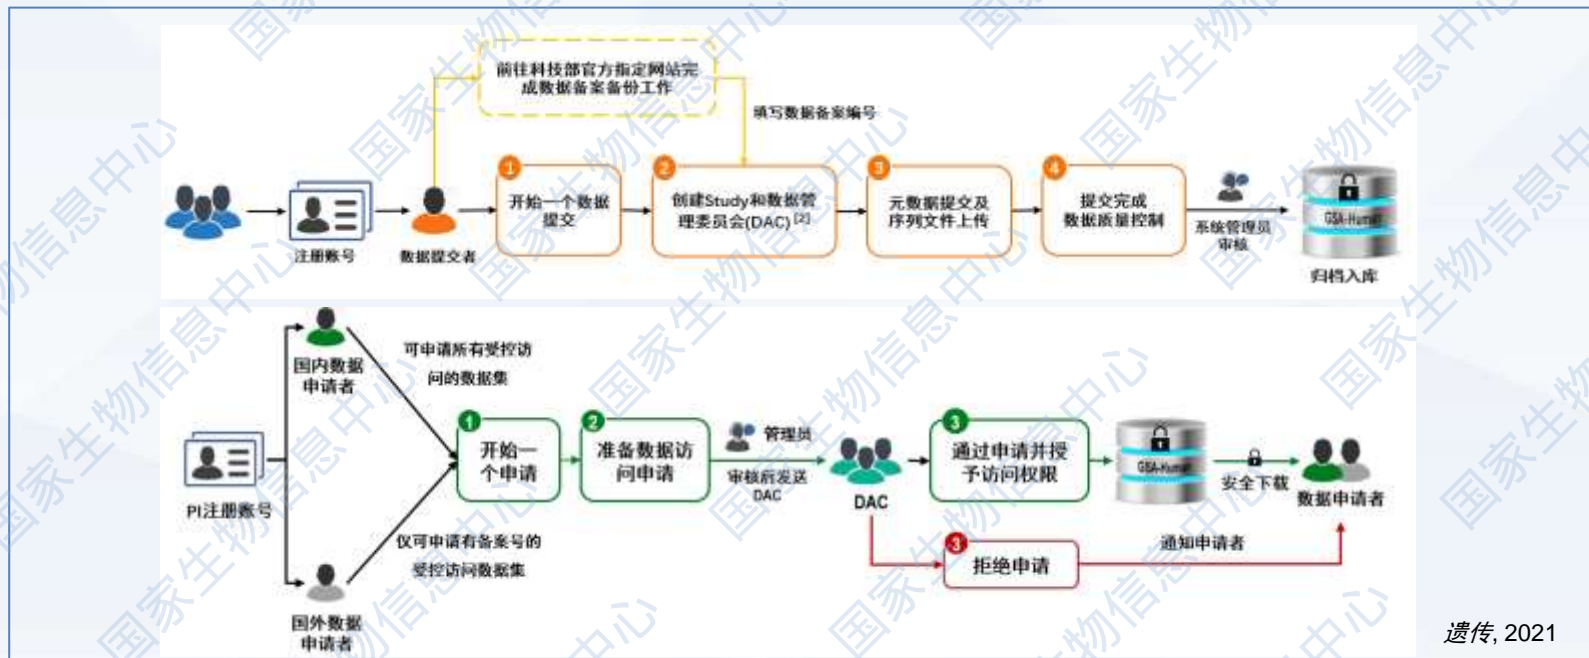 前往科技部官方指定网站完
成数据备案备份工作
填写数据备案编号
注册账号
数据提交者
1
开始一个数据
提交
2
创建Study和数据管
理委员会(DAC) [2]
3
元数据提交及
序列文件上传
4
提交完成
数据质量控制
系统管理员
审核
GSA-Human
归档入库
国内数据
申请者
可申请所有受控访
问的数据集
PI注册账号
仅可申请有备案号的
受控访问数据集
国外数据
申请者
1
开始一
个申请
2
准备数据访
问申请
管理员
审核后发送
DAC
DAC
3
通过申请并授
予访问权限
GSA-Human
安全下载
数据申请者
3
拒绝申请
通知申请者
遗传, 2021
国家生物信息中心